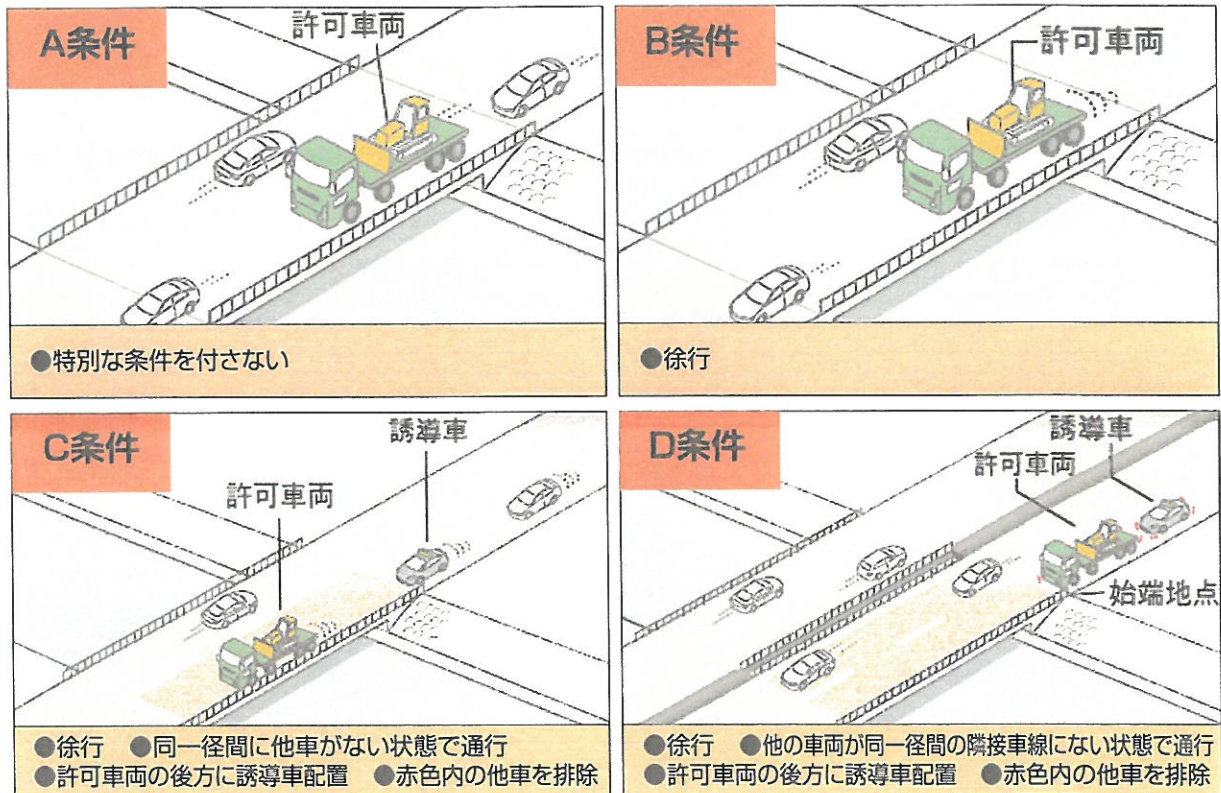 A条件
許可車両
●特別な条件を付さない
B条件
許可車両
●徐行
C条件
誘導車
許可車両
●徐行 ●同一径間に他車がない状態で通行
●許可車両の後方に誘導車配置 ●赤色内の他車を排除
D条件
誘導車
許可車両
始端地点
●徐行 ●他の車両が同一径間の隣接車線にない状態で通行
●許可車両の後方に誘導車配置 ●赤色内の他車を排除